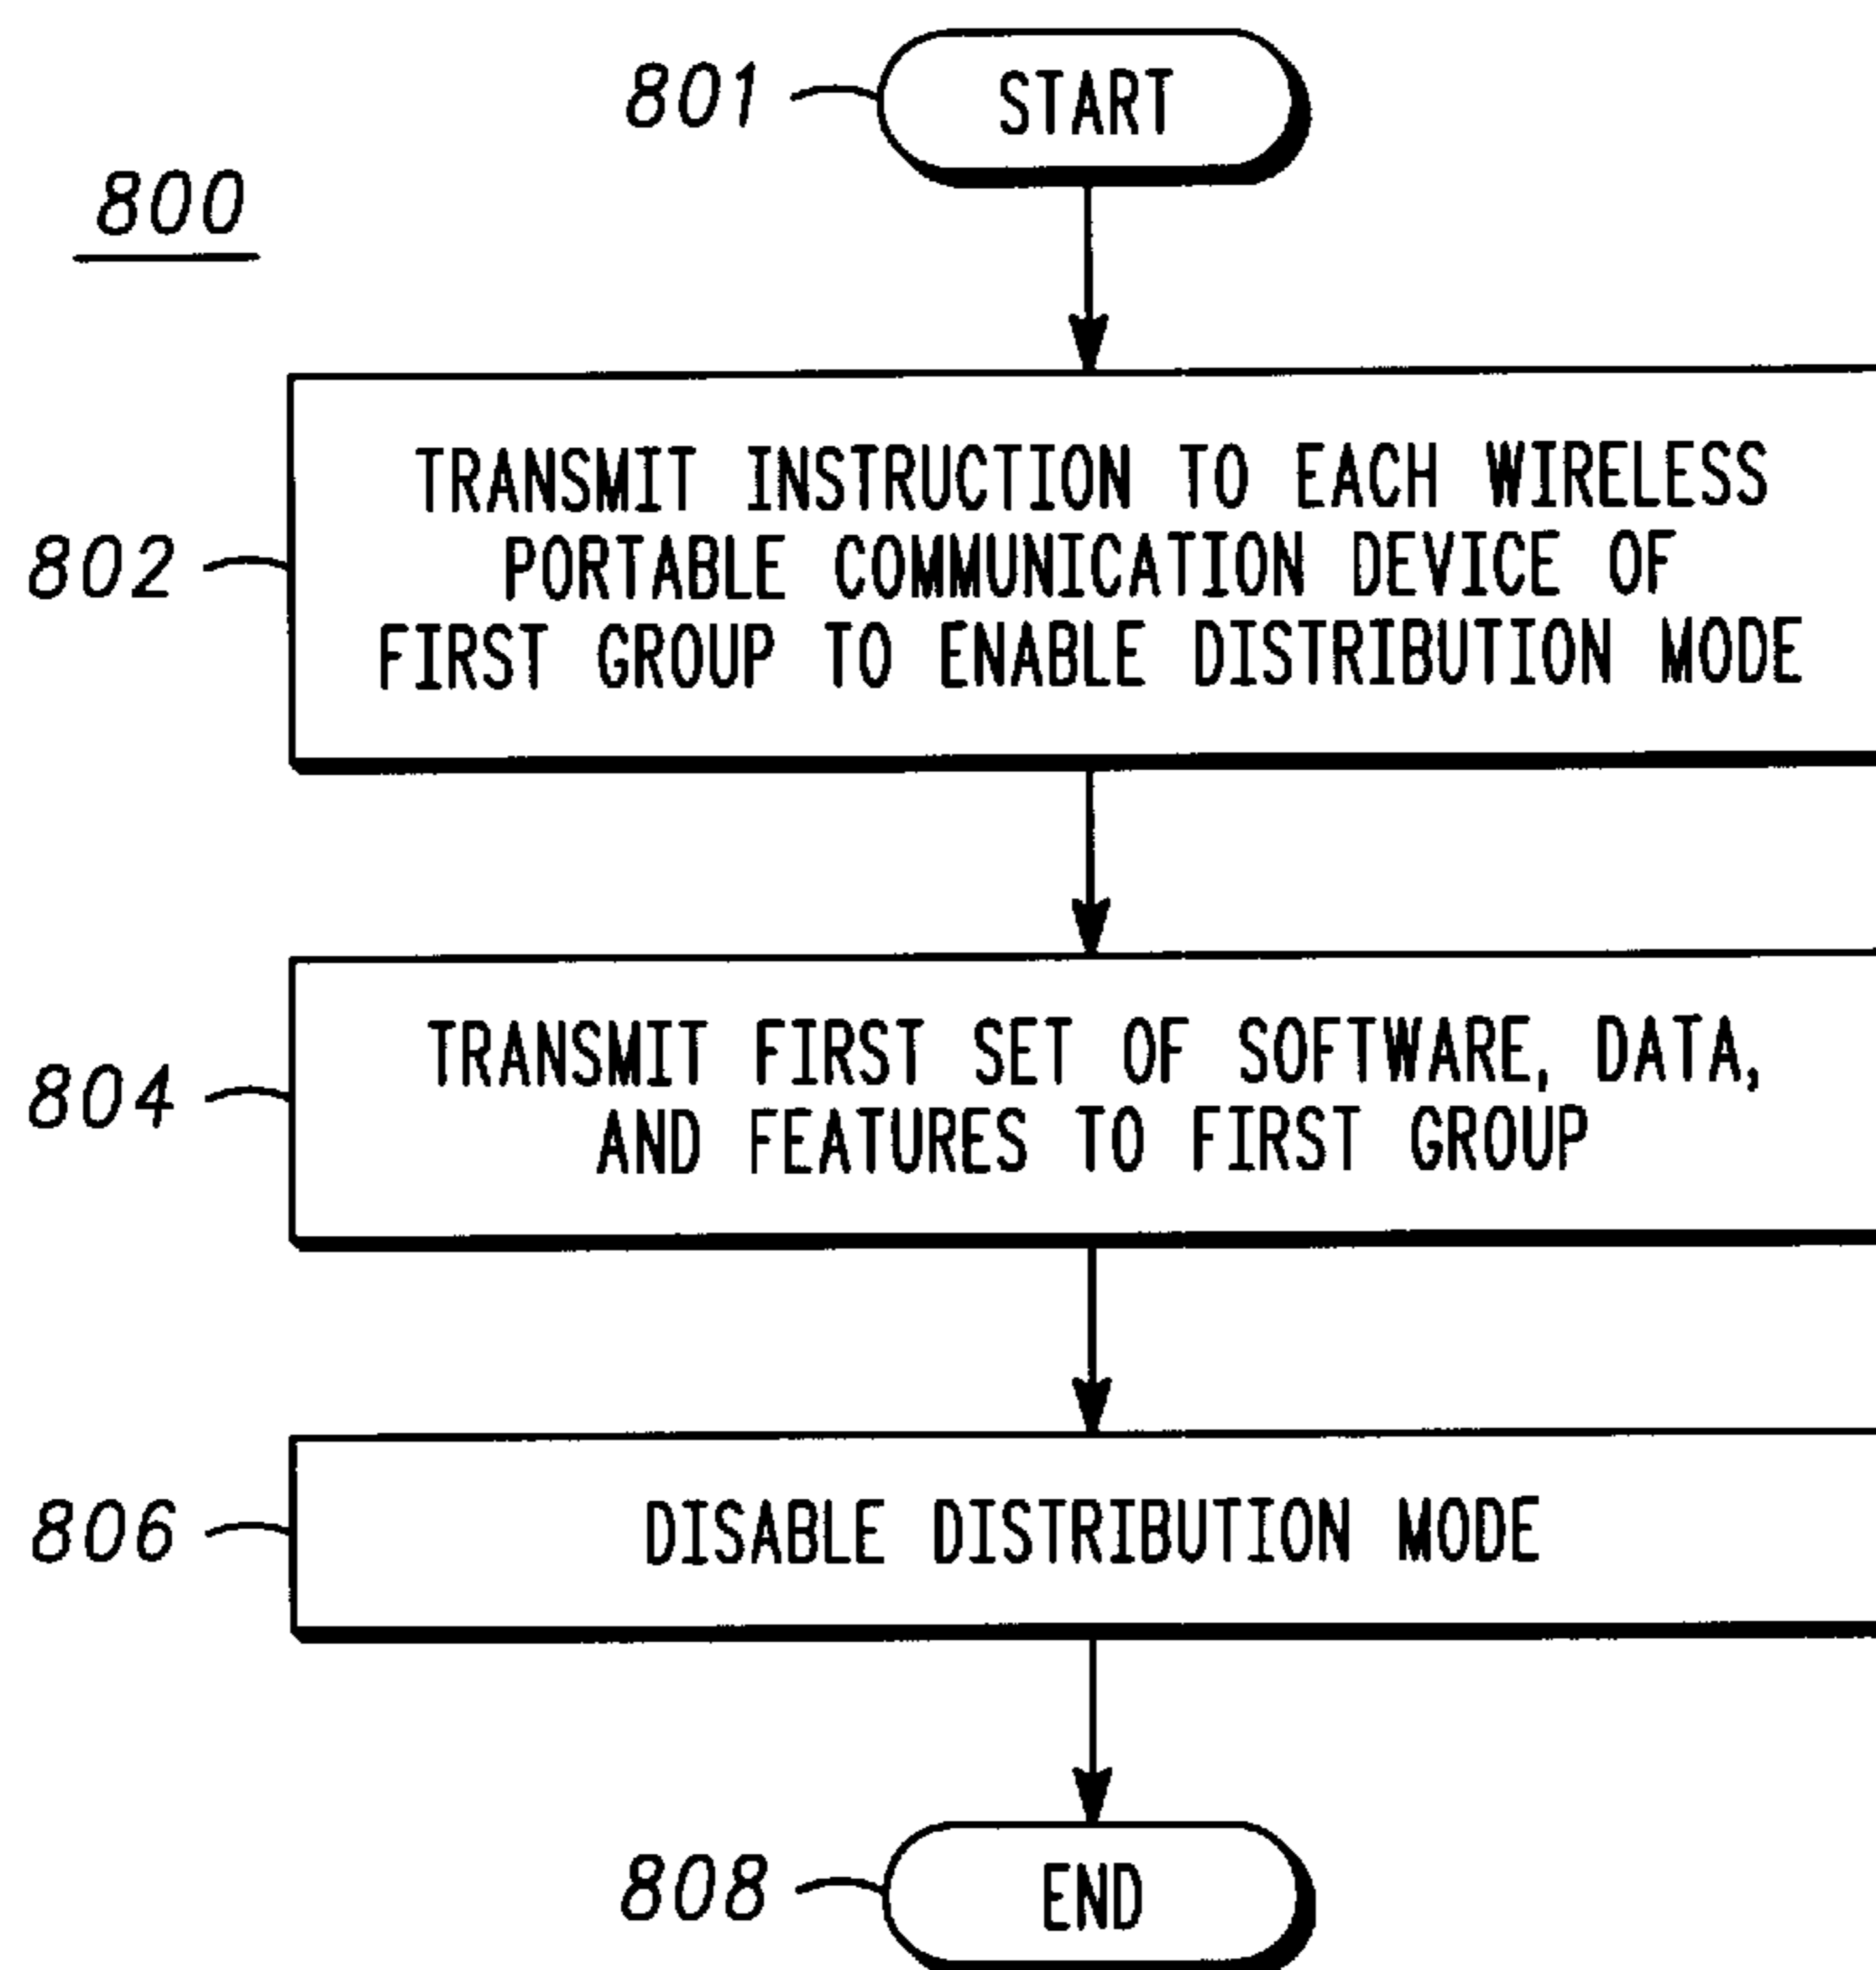 801
START
800
802
TRANSMIT INSTRUCTION TO EACH WIRELESS
PORTABLE COMMUNICATION DEVICE OF
FIRST GROUP TO ENABLE DISTRIBUTION MODE
804
TRANSMIT FIRST SET OF SOFTWARE, DATA,
AND FEATURES TO FIRST GROUP
806
DISABLE DISTRIBUTION MODE
808
END